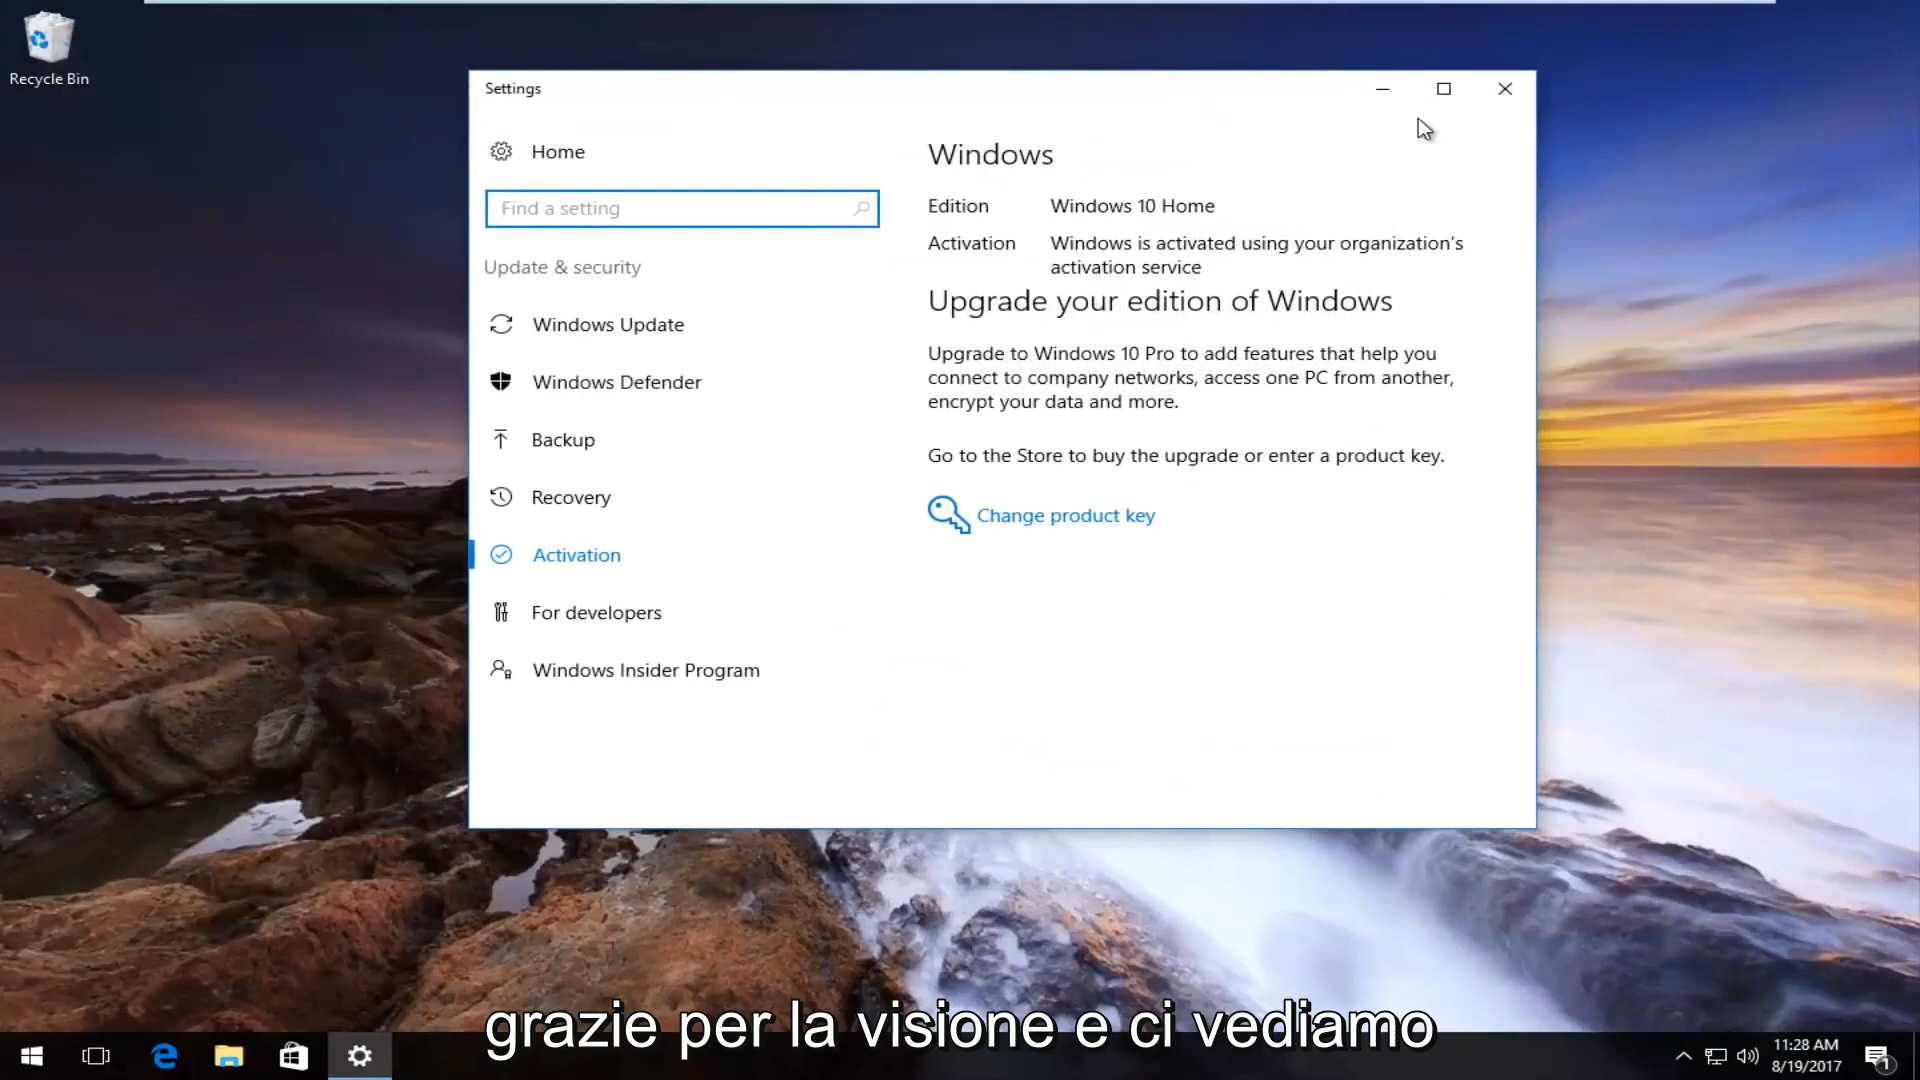 Recycle Bin
Settings
Home
Find a setting
Update & security
Windows Update
Windows Defender
Backup
Recovery
Activation
For developers
Windows Insider Program
Windows
Edition Windows 10 Home
Activation Windows is activated using your organization's
activation service
Upgrade your edition of Windows
Upgrade to Windows 10 Pro to add features that help you
connect to company networks, access one PC from another,
encrypt your data and more.
Go to the Store to buy the upgrade or enter a product key.
Change product key
grazie per la visione e ci vediamo
11:28 AM
8/19/2017
1